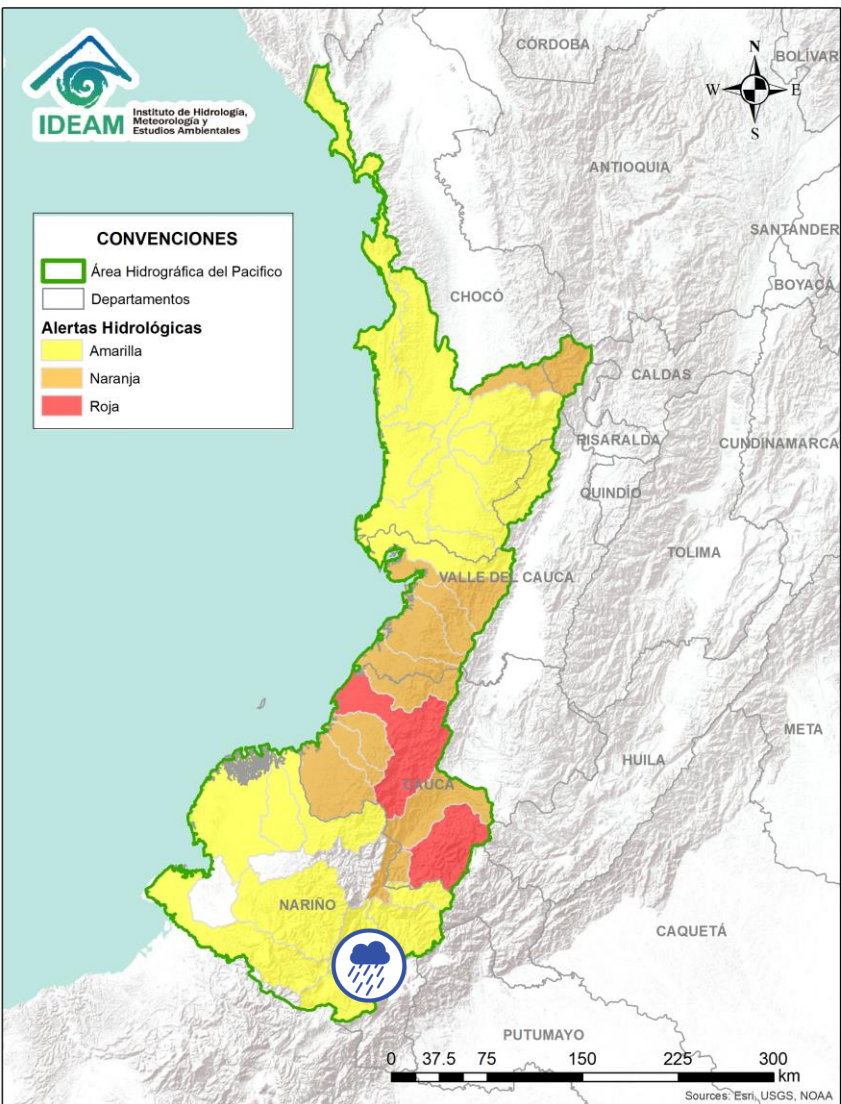 IDEAM
Instituto de Hidrología,
Meteorología y
Estudios Ambientales
CÓRDOBA
BOLÍVAR
N
W
E
S
ANTIOQUIA
SANTANDER
BOYACÁ
CONVENCIONES
Área Hidrográfica del Pacifico
Departamentos
Alertas Hidrológicas
Amarilla
Naranja
Roja
CHOCÓ
CALDAS
RISARALDA
CUNDINAMARCA
QUINDÍO
TOLIMA
VALLE DEL CAUCA
META
HUILA
CAUCA
NARIÑO
CAQUETÁ
PUTUMAYO
0 37.5 75 150 225 300
km
Sources: Esri, USGS, NOAA